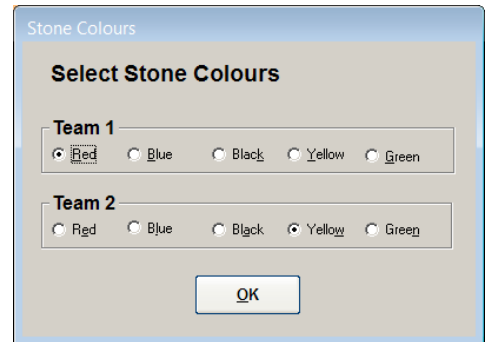 Stone Colours
Select Stone Colours
Team 1
Red Blue Black Yellow Green
Team 2
Red Blue Black Yellow Green
OK